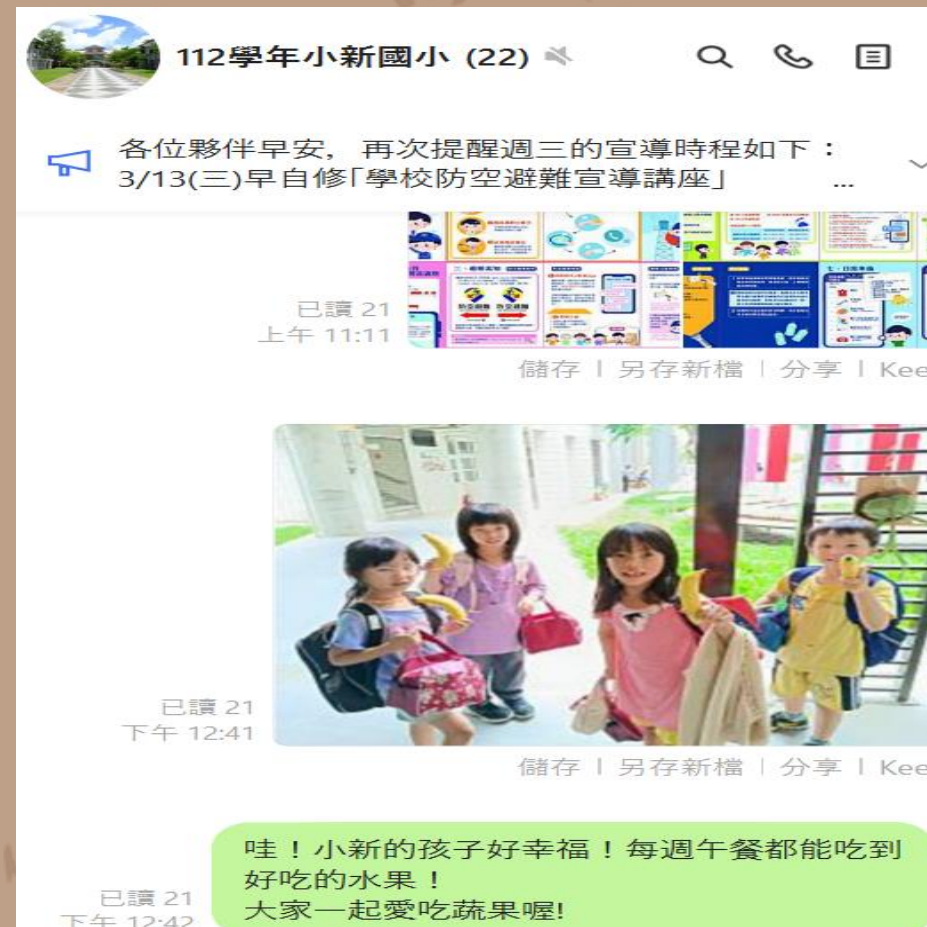 112學年小新國小 (22)
各位夥伴早安，再次提醒週三的宣導時程如下：
3/13(三)早自修「學校防空避難宣導講座」 ...
已讀 21
上午 11:11
儲存 | 另存新檔 | 分享 | Kee
已讀 21
下午 12:41
儲存 | 另存新檔 | 分享 | Kee
哇！小新的孩子好幸福！每週午餐都能吃到
好吃的水果！
大家一起愛吃蔬果喔!
已讀 21
下午 12:42